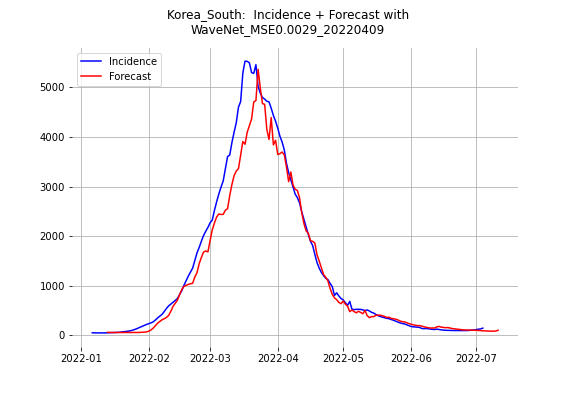 Korea_South:  Incidence + Forecast with
WaveNet_MSE0.0029_20220409
Incidence
Forecast
5000
4000
3000
2000
1000
0
2022-01 2022-02 2022-03 2022-04 2022-05 2022-06 2022-07